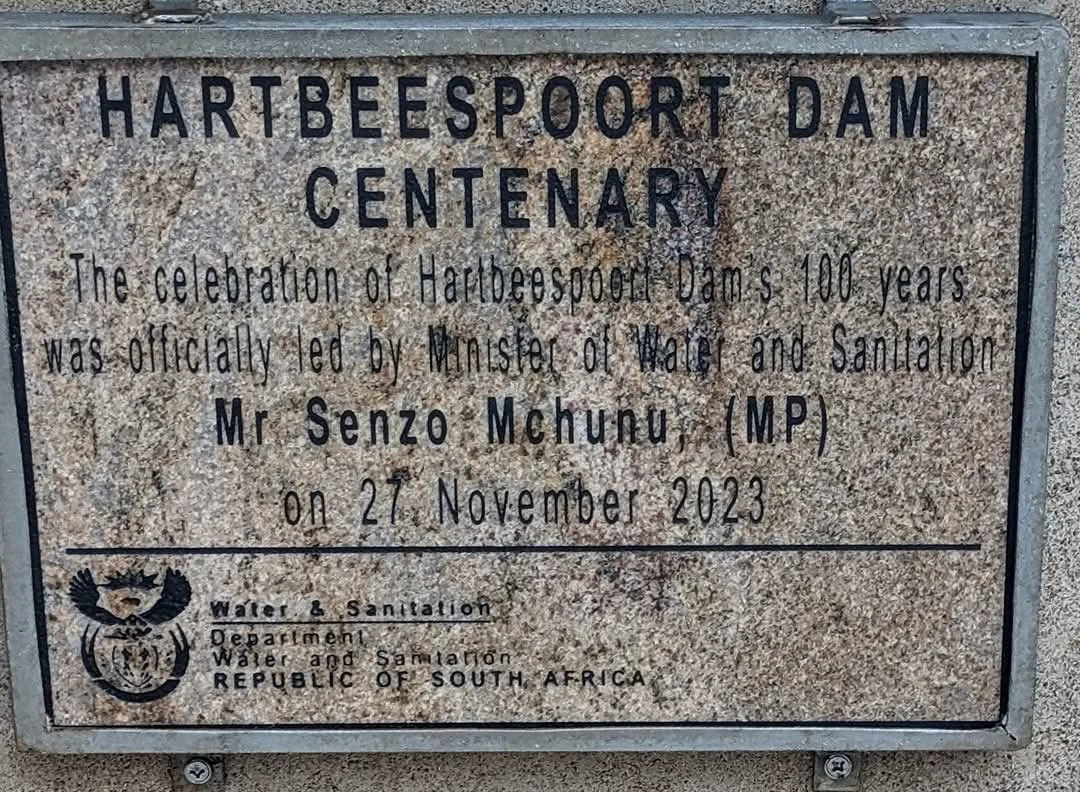 HARTBEESPOORT DAM
CENTENARY
The celebration of Hartbeespoort Dam's 100 years
was officially led by Minister of Water and Sanitation
Mr Senzo Mchunu, (MP)
on 27 November 2023
Water & Sanitation
Department
Water and Sanitation
REPUBLIC OF SOUTH AFRICA